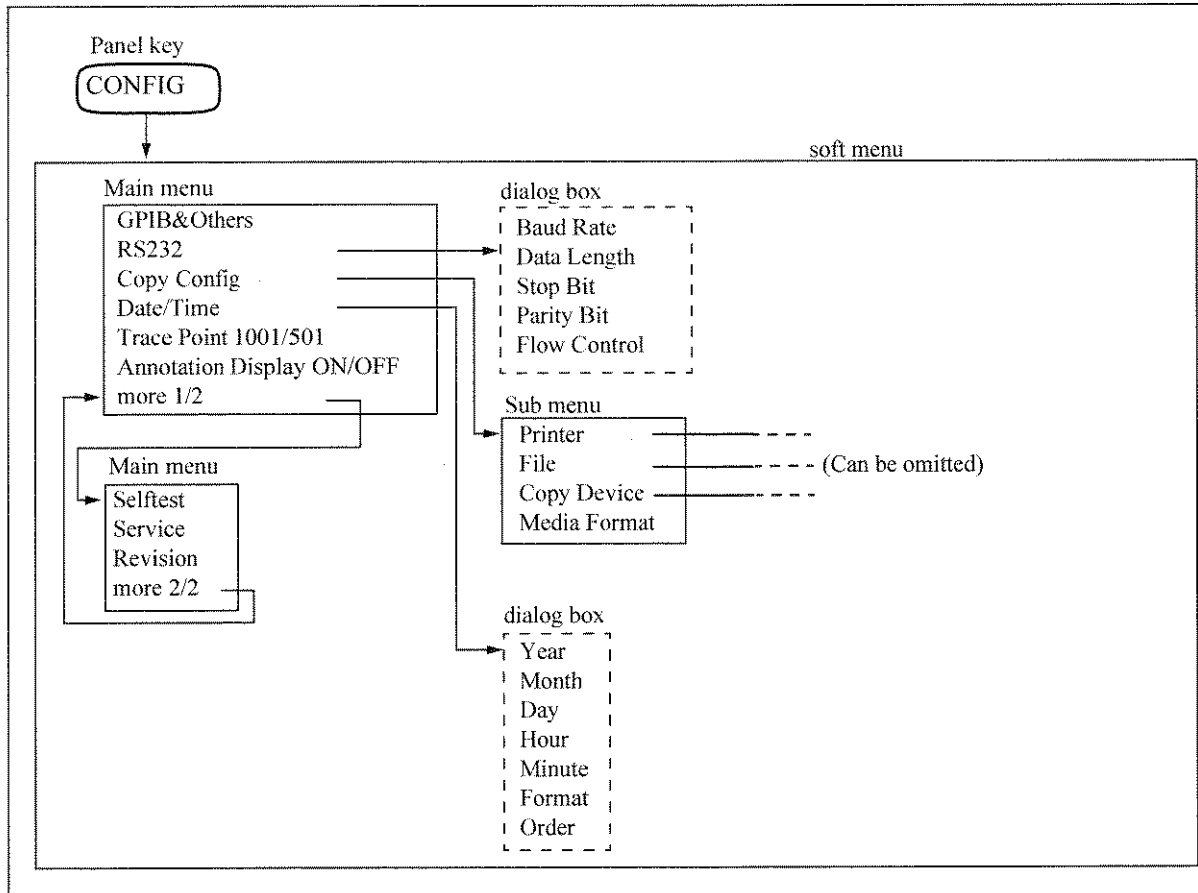 Panel key
CONFIG
soft menu
Main menu
GPIB&Others
RS232
Copy Config
Date/Time
Trace Point 1001/501
Annotation Display ON/OFF
more 1/2
dialog box
Baud Rate
Data Length
Stop Bit
Parity Bit
Flow Control
Main menu
Selftest
Service
Revision
more 2/2
Sub menu
Printer
File
(Can be omitted)
Copy Device
Media Format
dialog box
Year
Month
Day
Hour
Minute
Format
Order